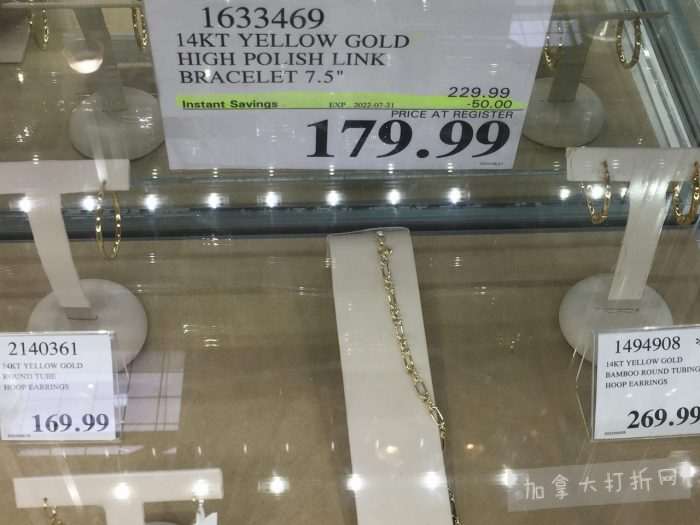 1633469
14KT YELLOW GOLD
HIGH POLISH LINK
BRACELET 7.5"
229.99
Instant Savings EXP. 2022-07-31 -50.00
PRICE AT REGISTER
179.99
2140361
14KT YELLOW GOLD
ROUND TUBE
HOOP EARRINGS
169.99
1494908 *
14KT YELLOW GOLD
BAMBOO ROUND TUBING
HOOP EARRINGS
269.99
加拿大打折网